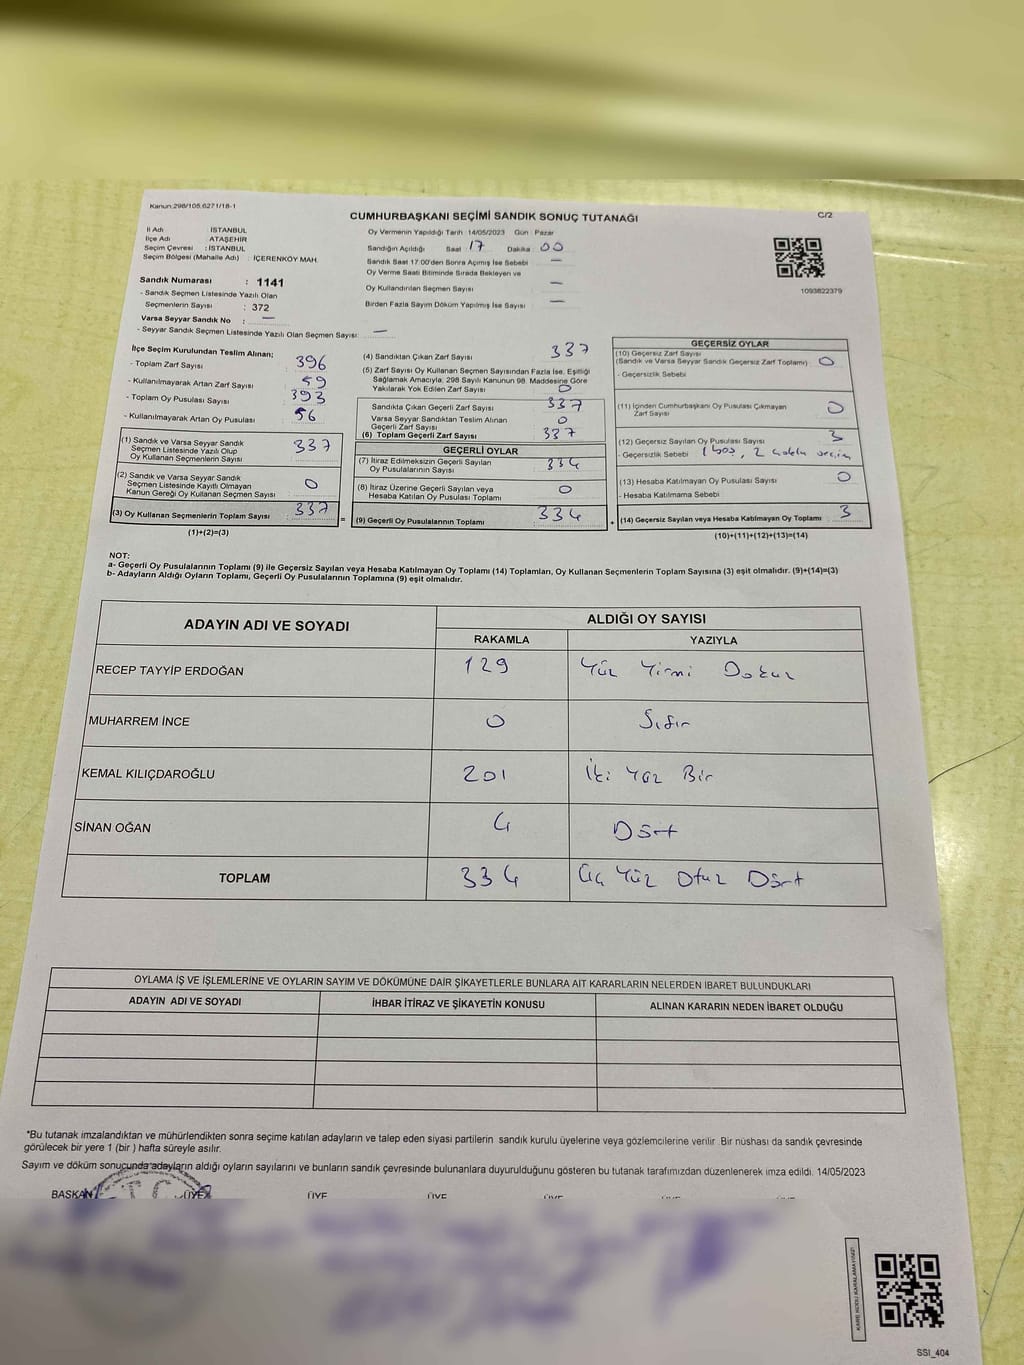 Kanun:298/105,6271/18-1
CUMHURBAŞKANI SEÇİMİ SANDIK SONUÇ TUTANAĞI
C/2
İl Adı : İSTANBUL
İlçe Adı : ATAŞEHİR
Seçim Çevresi : İSTANBUL
Seçim Bölgesi (Mahalle Adı) : İÇERENKÖY MAH.
Sandık Numarası : 1141
- Sandık Seçmen Listesinde Yazılı Olan
Seçmenlerin Sayısı : 372
Varsa Seyyar Sandık No : —
- Seyyar Sandık Seçmen Listesinde Yazılı Olan Seçmen Sayısı: —
Oy Vermenin Yapıldığı Tarih :14/05/2023 Gün : Pazar
Sandığın Açıldığı Saat 17 Dakika 00
Sandık Saat 17:00'den Sonra Açmış İse Sebebi —
Oy Verme Saati Bitiminde Sırada Bekleyen ve
Oy Kullandırılan Seçmen Sayısı —
Birden Fazla Sayım Döküm Yapılmış İse Sayısı —
1093822379
İlçe Seçim Kurulundan Teslim Alınan;
- Toplam Zarf Sayısı : 396
- Kullanılmayarak Artan Zarf Sayısı : 59
- Toplam Oy Pusulası Sayısı : 393
- Kullanılmayarak Artan Oy Pusulası : 56
(1) Sandık ve Varsa Seyyar Sandık
Seçmen Listesinde Yazılı Olup
Oy Kullanan Seçmenlerin Sayısı : 337
(2) Sandık ve Varsa Seyyar Sandık
Seçmen Listesinde Kayıtlı Olmayan
Kanun Gereği Oy Kullanan Seçmen Sayısı : 0
(3) Oy Kullanan Seçmenlerin Toplam Sayısı : 337
(1)+(2)=(3)
(4) Sandıktan Çıkan Zarf Sayısı : 337
(5) Zarf Sayısı Oy Kullanan Seçmen Sayısından Fazla İse, Eşitliği
Sağlamak Amacıyla, 298 Sayılı Kanunun 98. Maddesine Göre
Yakılarak Yok Edilen Zarf Sayısı : 0
Sandıkta Çıkan Geçerli Zarf Sayısı : 337
Varsa Seyyar Sandıktan Teslim Alınan
Geçerli Zarf Sayısı : 0
(6) Toplam Geçerli Zarf Sayısı : 337
GEÇERLİ OYLAR
(7) İtiraz Edilmeksizin Geçerli Sayılan
Oy Pusulalarının Sayısı : 334
(8) İtiraz Üzerine Geçerli Sayılan veya
Hesaba Katılan Oy Pusulası Toplamı : 0
= (9) Geçerli Oy Pusulalarının Toplamı : 334
GEÇERSİZ OYLAR
(10) Geçersiz Zarf Sayısı
(Sandık ve Varsa Seyyar Sandık Geçersiz Zarf Toplamı) : 0
- Geçersizlik Sebebi :
(11) İçinden Cumhurbaşkanı Oy Pusulası Çıkmayan
Zarf Sayısı : 0
(12) Geçersiz Sayılan Oy Pusulası Sayısı : 3
- Geçersizlik Sebebi : 1 boş, 2
(13) Hesaba Katılmayan Oy Pusulası Sayısı : 0
- Hesaba Katılmama Sebebi
+ (14) Geçersiz Sayılan veya Hesaba Katılmayan Oy Toplamı : 3
(10)+(11)+(12)+(13)=(14)
NOT:
a- Geçerli Oy Pusulalarının Toplamı (9) ile Geçersiz Sayılan veya Hesaba Katılmayan Oy Toplamı (14) Toplamları, Oy Kullanan Seçmenlerin Toplam Sayısına (3) eşit olmalıdır. (9)+(14)=(3)
b- Adayların Aldığı Oyların Toplamı, Geçerli Oy Pusulalarının Toplamına (9) eşit olmalıdır.
ADAYIN ADI VE SOYADI
ALDIĞI OY SAYISI
RAKAMLA YAZIYLA
RECEP TAYYİP ERDOĞAN 129 Yüz Yirmi Dokuz
MUHARREM İNCE 0 Sıfır
KEMAL KILIÇDAROĞLU 201 İki Yüz Bir
SİNAN OĞAN 4 Dört
TOPLAM 334 Üç Yüz Otuz Dört
OYLAMA İŞ VE İŞLEMLERİNE VE OYLARIN SAYIM VE DÖKÜMÜNE DAİR ŞİKAYETLERLE BUNLARA AİT KARARLARIN NELERDEN İBARET BULUNDUKLARI
ADAYIN ADI VE SOYADI İHBAR İTİRAZ VE ŞİKAYETİN KONUSU ALINAN KARARIN NEDEN İBARET OLDUĞU
*Bu tutanak imzalandıktan ve mühürlendikten sonra seçime katılan adayların ve talep eden siyasi partilerin sandık kurulu üyelerine veya gözlemcilerine verilir .Bir nüshası da sandık çevresinde
görülecek bir yere 1 (bir ) hafta süreyle asılır.
Sayım ve döküm sonucunda adayların aldığı oyların sayılarını ve bunların sandık çevresinde bulunanlara duyurulduğunu gösteren bu tutanak tarafımızdan düzenlenerek imza edildi. 14/05/2023
BAŞKAN ÜYE ÜYE ÜYE
T.C.
KARE KODU KARALAMAYINIZ!
SSI_404